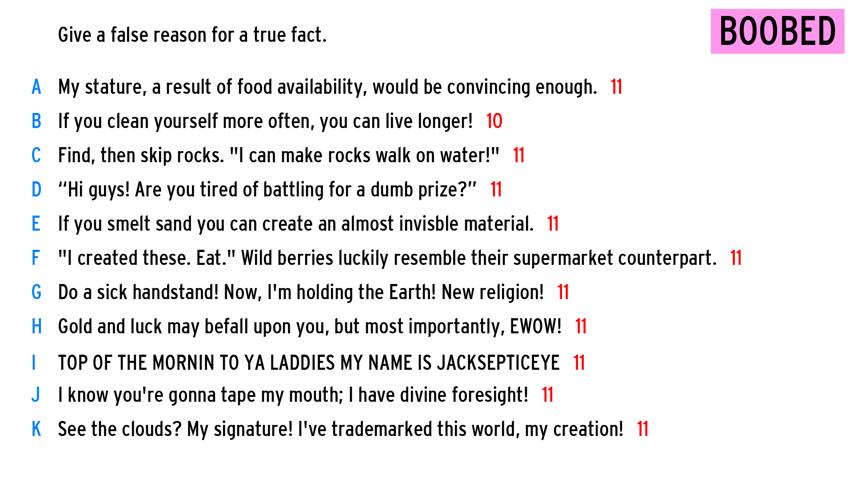 Give a false reason for a true fact.
BOOBED
A My stature, a result of food availability, would be convincing enough. 11
B If you clean yourself more often, you can live longer! 10
C Find, then skip rocks. "I can make rocks walk on water!" 11
D “Hi guys! Are you tired of battling for a dumb prize?” 11
E If you smelt sand you can create an almost invisble material. 11
F "I created these. Eat." Wild berries luckily resemble their supermarket counterpart. 11
G Do a sick handstand! Now, I'm holding the Earth! New religion! 11
H Gold and luck may befall upon you, but most importantly, EWOW! 11
I TOP OF THE MORNIN TO YA LADDIES MY NAME IS JACKSEPTICEYE 11
J I know you're gonna tape my mouth; I have divine foresight! 11
K See the clouds? My signature! I've trademarked this world, my creation! 11